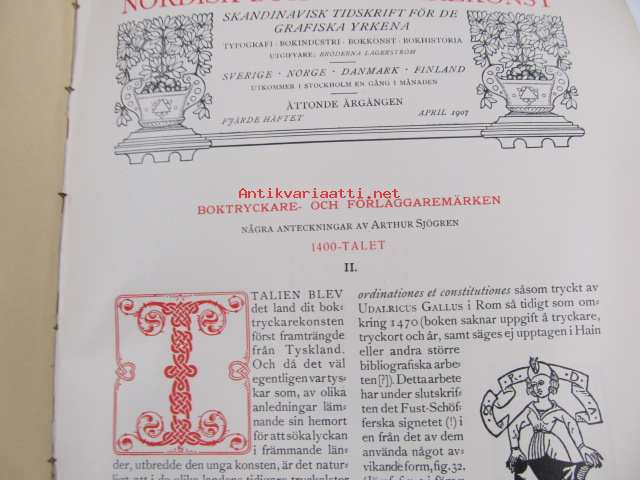 NORDISK
SKANDINAVISK TIDSKRIFT FÖR DE
GRAFISKA YRKENA
TYPOGRAFI · BOKINDUSTRI · BOKKONST · BOKHISTORIA
UTGIFVARE: BRÖDERNA LAGERSTRÖM
SVERIGE · NORGE · DANMARK · FINLAND
UTKOMMER I STOCKHOLM EN GÅNG I MÅNADEN
ÅTTONDE ÅRGÅNGEN
FJÄRDE HÄFTET APRIL 1907
Antikvariaatti.net
BOKTRYCKARE- OCH FÖRLÄGGAREMÄRKEN
NÅGRA ANTECKNINGAR AV ARTHUR SJÖGREN
1400-TALET
II.
I
TALIEN BLEV
det land dit bok-
tryckarekonsten
först framträngde
från Tyskland.
Och då det väl
egentligen var tys-
kar som, av olika
anledningar läm-
nande sin hemort
för att söka lyckan
i främmande län-
der, utbredde den unga konsten, är det natur-
ordinationes et constitutiones såsom tryckt av
UDALRICUS GALLUS i Rom så tidigt som om-
kring 1470 (boken saknar uppgift å tryckare,
tryckort och år, samt säges ej upptagen i Hain
eller andra större
bibliografiska arbe-
ten [?]). Detta arbete
har under slutskrif-
ten det Fust-Schöf-
ferska signetet (!) i
en från det av dem
använda något av-
vikande form, fig. 32.